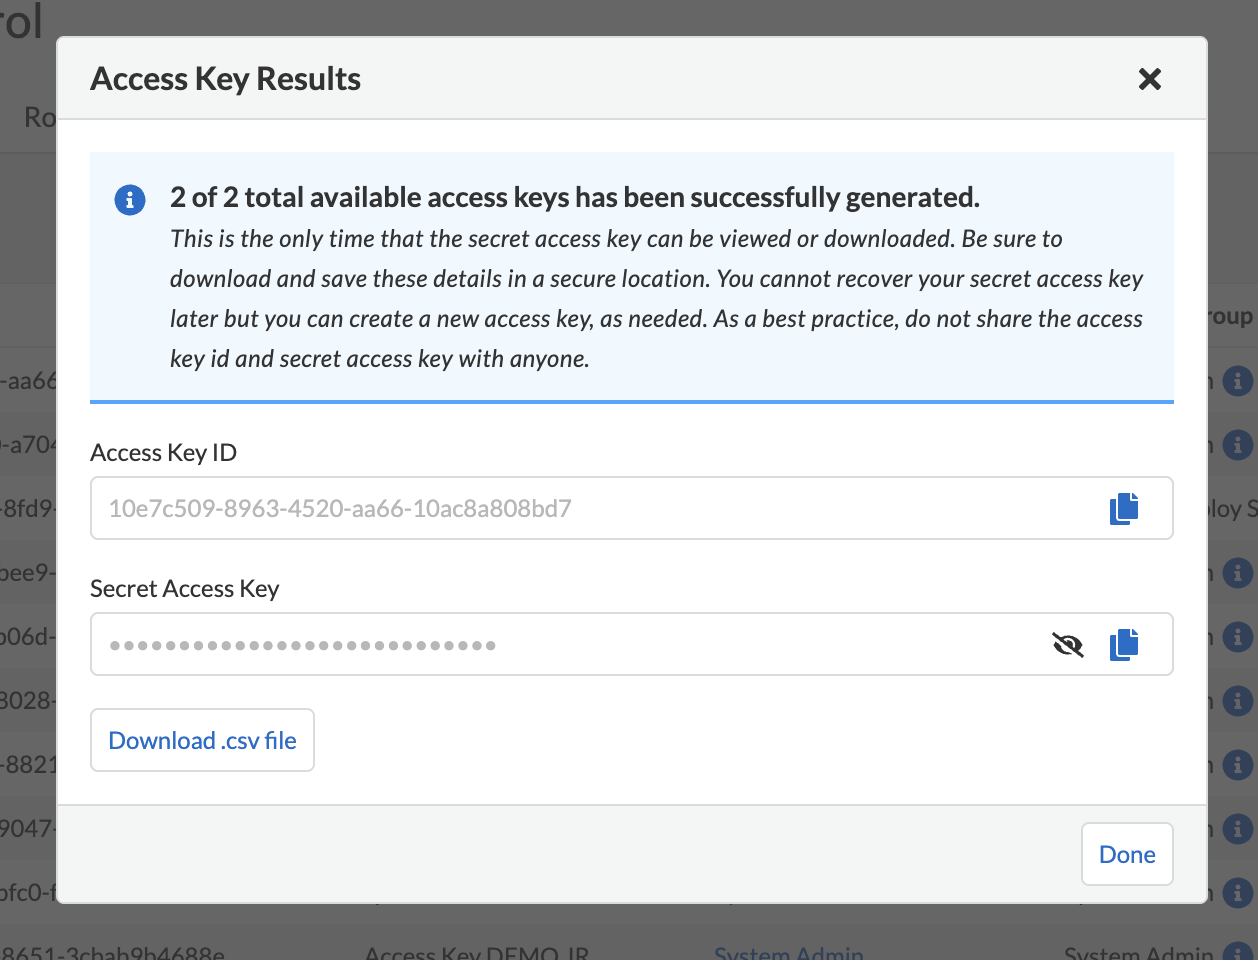 Access Key Results
2 of 2 total available access keys has been successfully generated.
This is the only time that the secret access key can be viewed or downloaded. Be sure to
download and save these details in a secure location. You cannot recover your secret access key
later but you can create a new access key, as needed. As a best practice, do not share the access
key id and secret access key with anyone.
Access Key ID
10e7c509-8963-4520-aa66-10ac8a808bd7
Secret Access Key
Download .csv file
Done
-aa66
-a704
-8fd9-
bee9-
b06d-
8028-
-8821
9047-
bfc0-f
8651-3cbab9b4688e Access Key DEMO JR System Admin System Admin